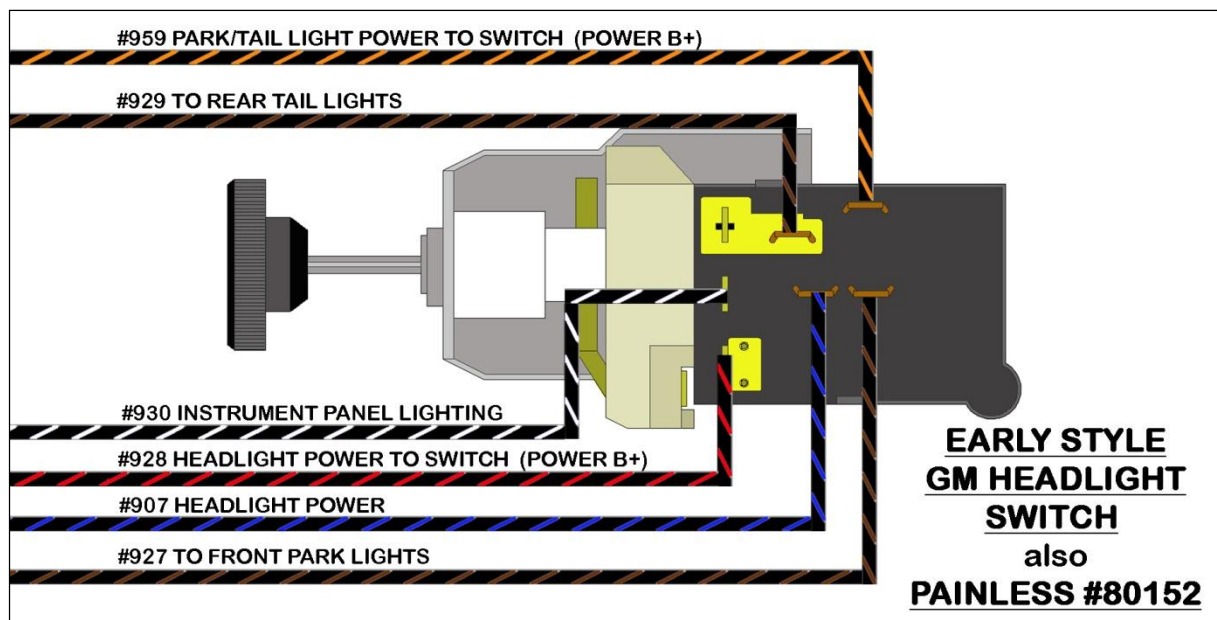 #959 PARK/TAIL LIGHT POWER TO SWITCH (POWER B+)
#929 TO REAR TAIL LIGHTS
#930 INSTRUMENT PANEL LIGHTING
#928 HEADLIGHT POWER TO SWITCH (POWER B+)
#907 HEADLIGHT POWER
#927 TO FRONT PARK LIGHTS
EARLY STYLE
GM HEADLIGHT
SWITCH
also
PAINLESS #80152